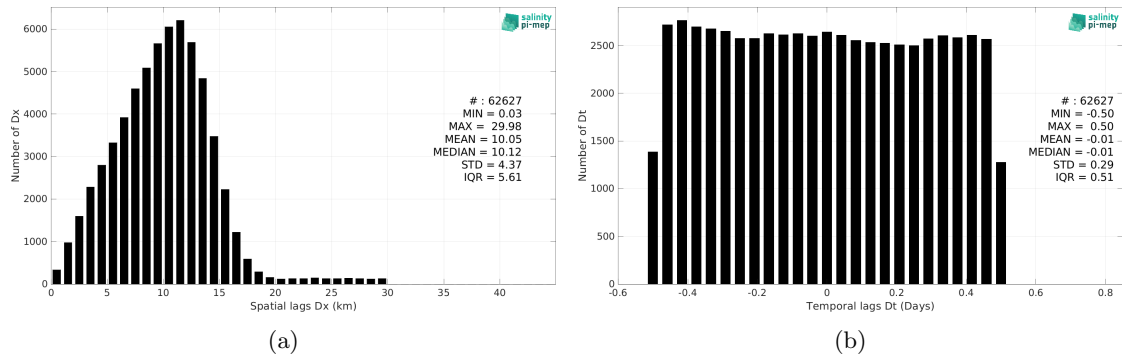 salinity
pi-mep
6000
5000
4000
3000
2000
1000
0
Number of Dx
# : 62627
MIN = 0.03
MAX = 29.98
MEAN = 10.05
MEDIAN = 10.12
STD = 4.37
IQR = 5.61
0 5 10 15 20 25 30 35 40
Spatial lags Dx (km)
(a)
salinity
pi-mep
2500
2000
1500
1000
500
0
Number of Dt
# : 62627
MIN = -0.50
MAX = 0.50
MEAN = -0.01
MEDIAN = -0.01
STD = 0.29
IQR = 0.51
-0.6 -0.4 -0.2 0 0.2 0.4 0.6 0.8
Temporal lags Dt (Days)
(b)